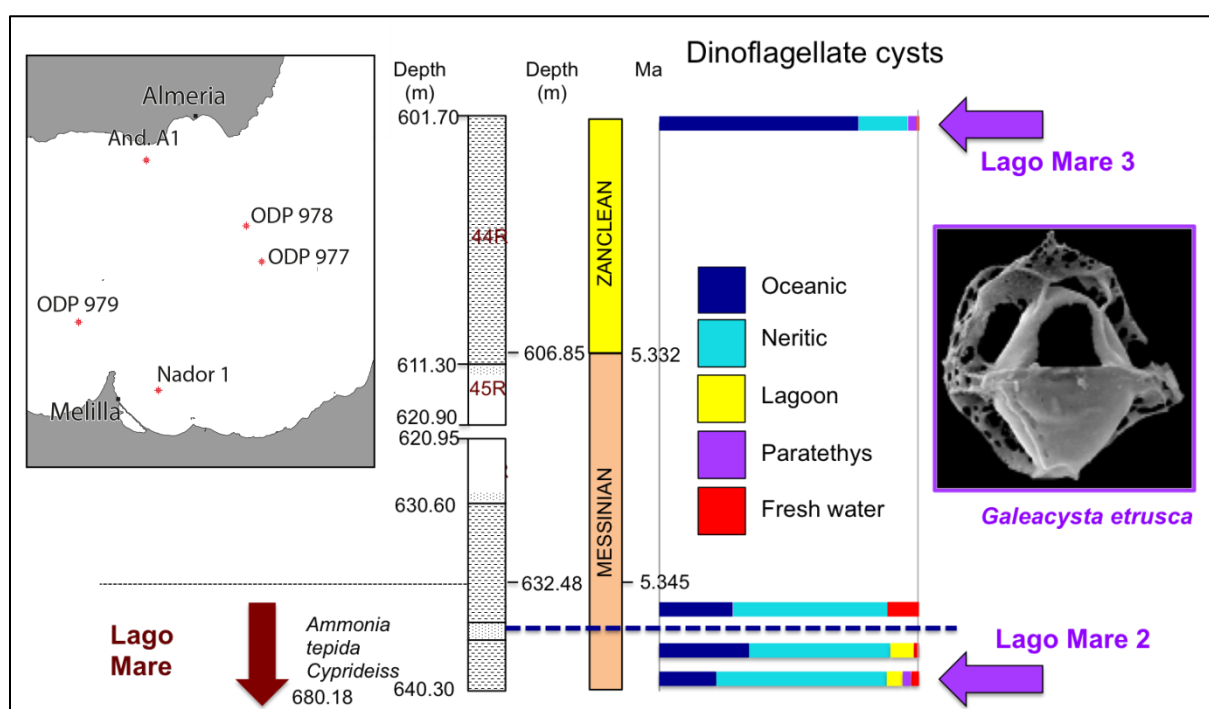 Dinoflagellate cysts
Depth
(m)
Depth
(m)
Ma
Almeria
And. A1
ODP 978
ODP 977
ODP 979
Nador 1
Melilla
601.70
44R
611.30
45R
620.90
620.95
630.60
640.30
ZANCLEAN
606.85
5.332
MESSINIAN
632.48
5.345
Oceanic
Neritic
Lagoon
Paratethys
Fresh water
Lago Mare 3
Galeacysta etrusca
Lago Mare 2
Lago
Mare
Ammonia
tepida
Cyprideiss
680.18